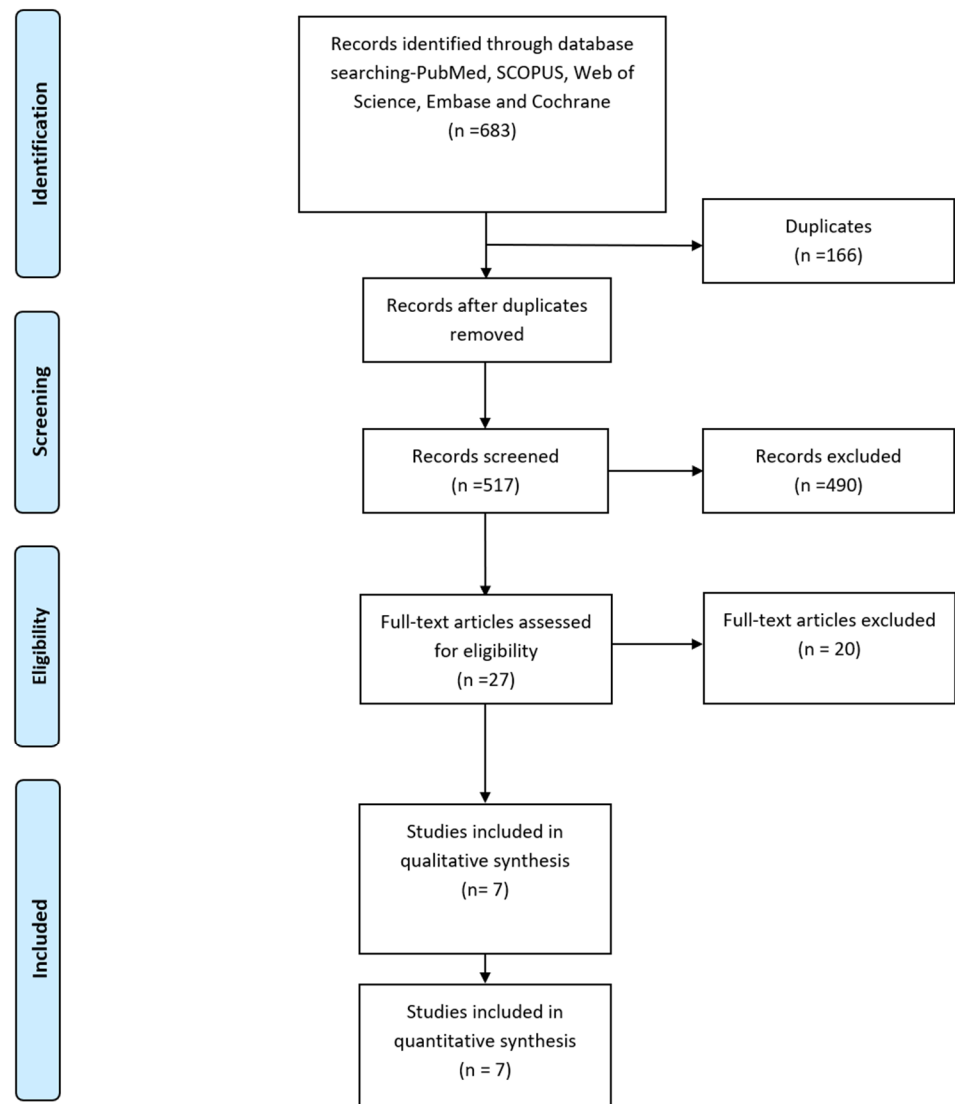 Identification
Records identified through database
searching-PubMed, SCOPUS, Web of
Science, Embase and Cochrane
(n =683)
Duplicates
(n =166)
Records after duplicates
removed
Screening
Records screened
(n =517)
Records excluded
(n =490)
Eligibility
Full-text articles assessed
for eligibility
(n =27)
Full-text articles excluded
(n = 20)
Included
Studies included in
qualitative synthesis
(n= 7)
Studies included in
quantitative synthesis
(n = 7)